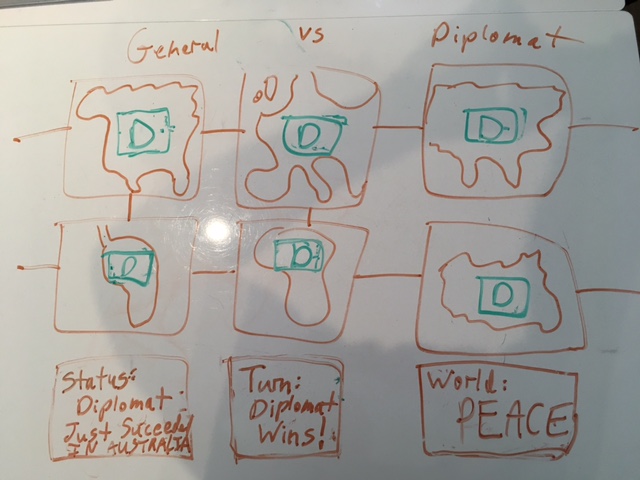 General vs Diplomat
D D D
D D D
Status:
Diplomat
Just Succeeded
IN AUSTRALIA
Turn:
Diplomat
Wins!
World:
PEACE